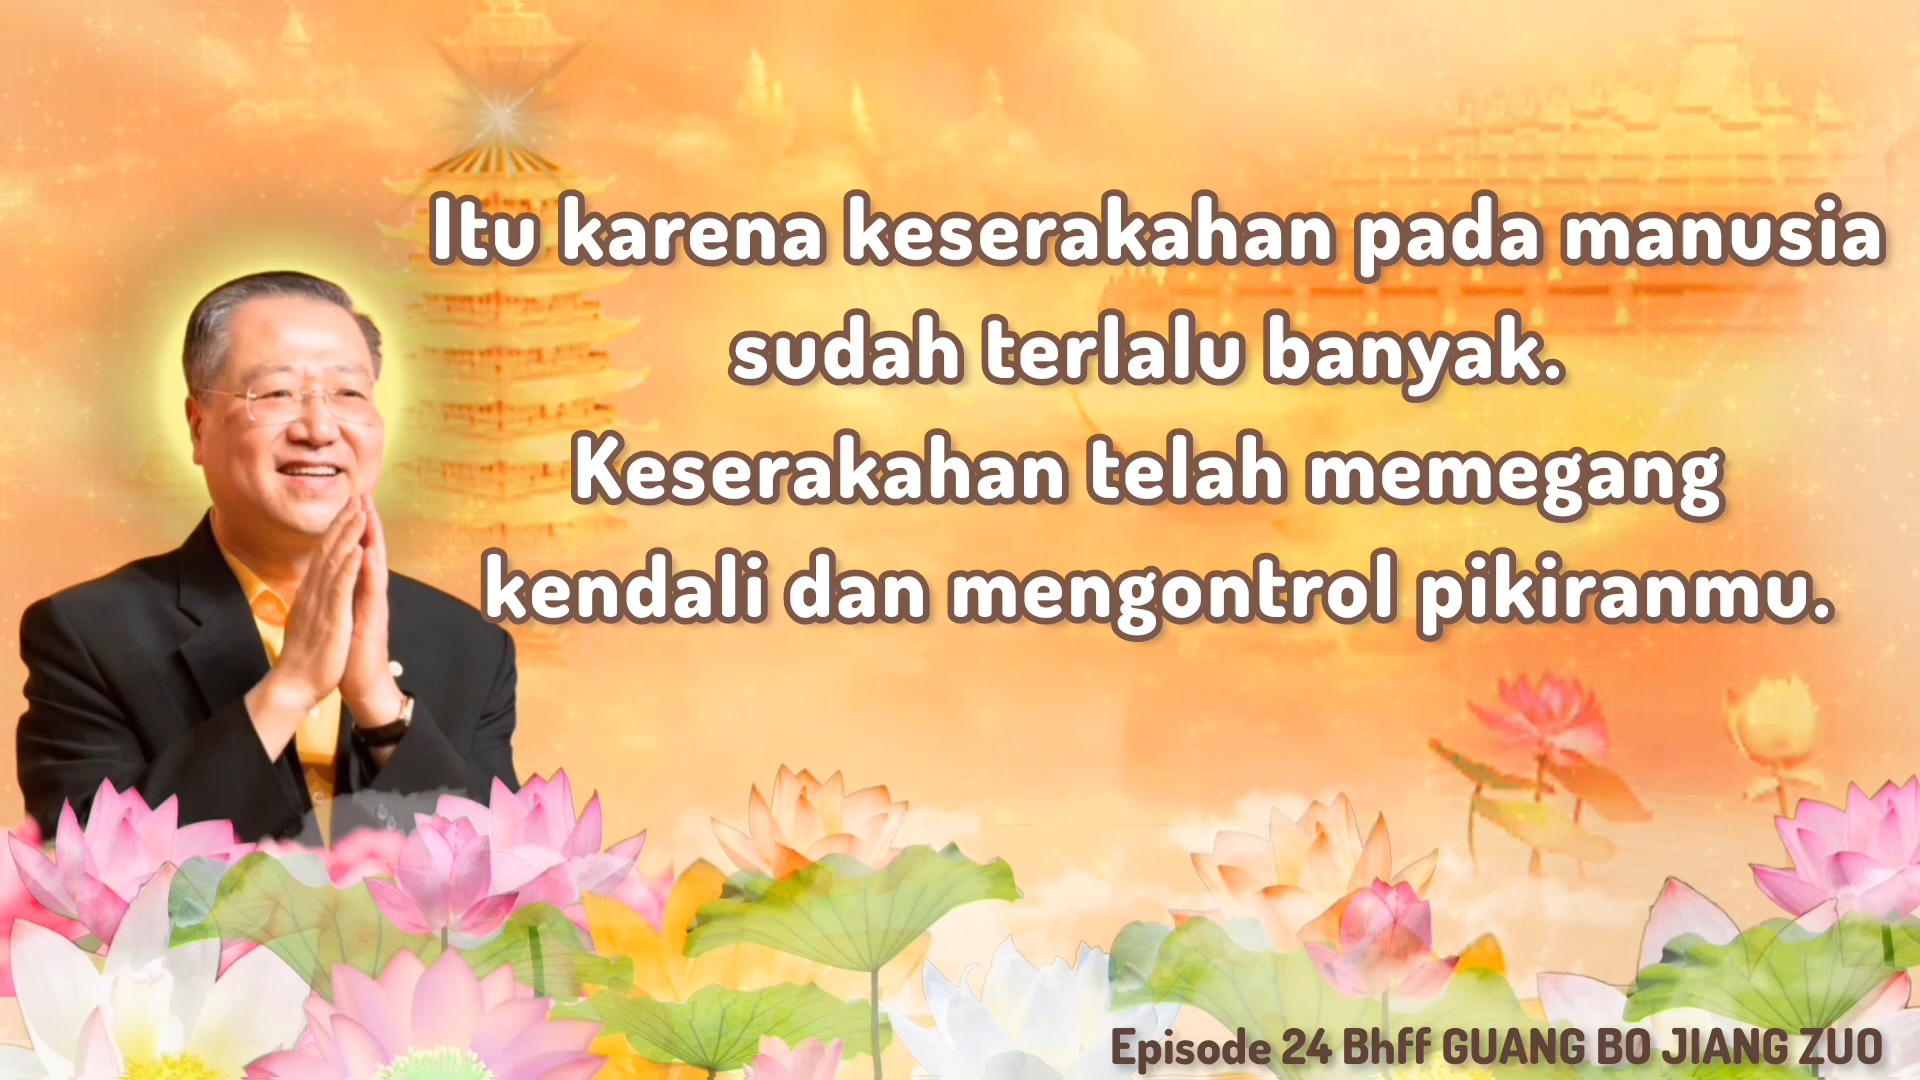 Itu karena keserakahan pada manusia
sudah terlalu banyak.
Keserakahan telah memegang
kendali dan mengontrol pikiranmu.
Episode 24 Bhff GUANG BO JIANG ZUO